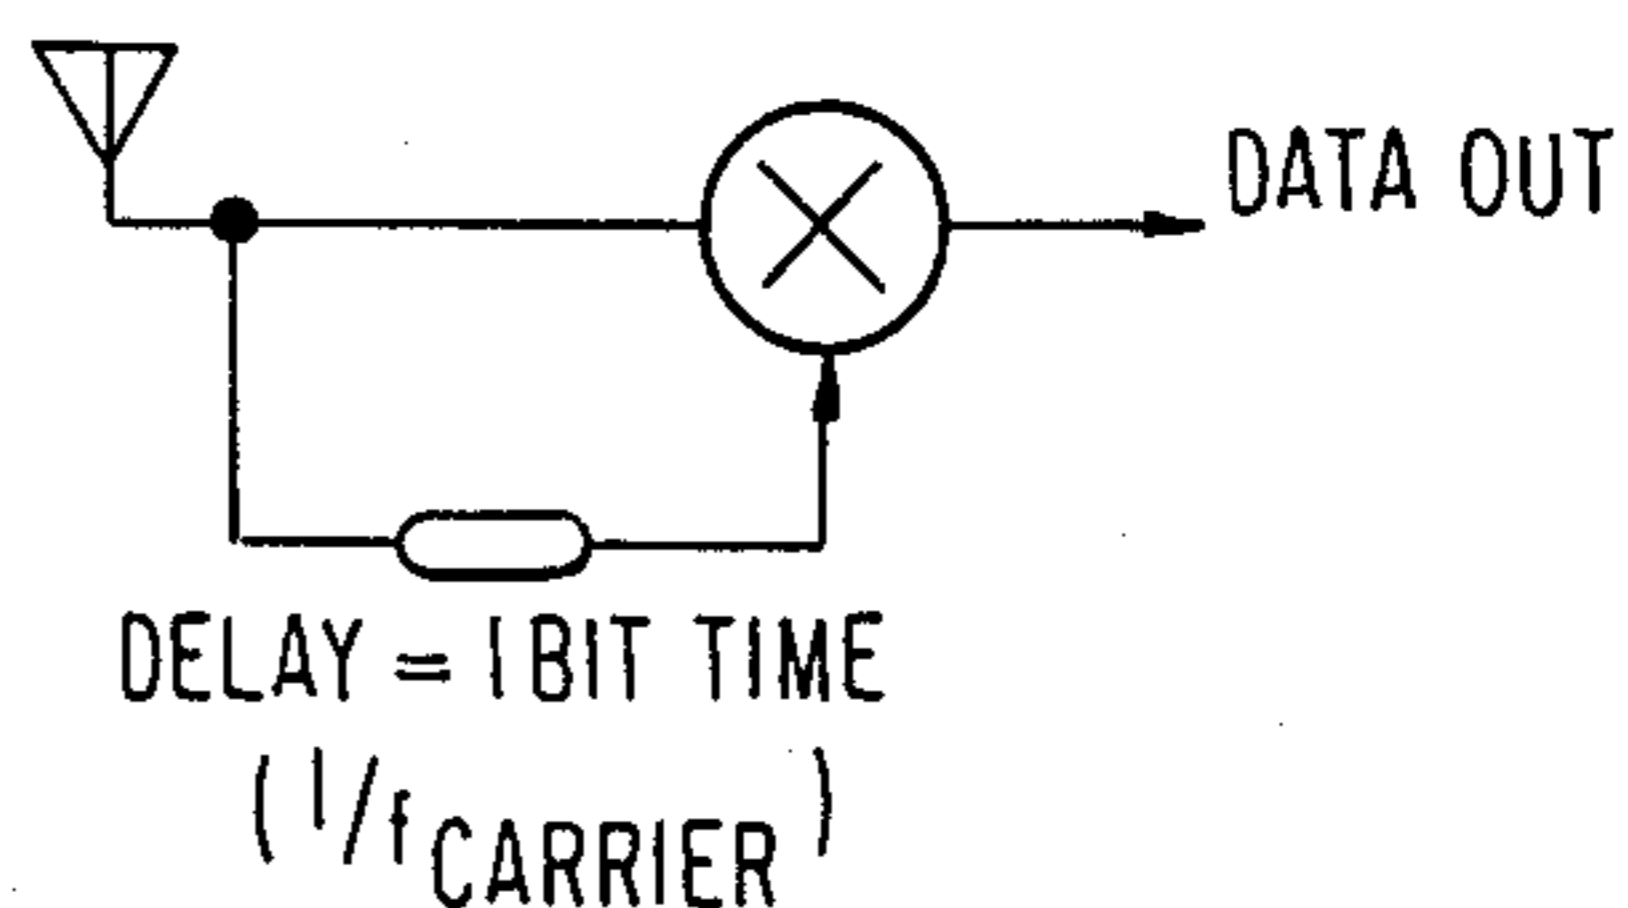 DATA OUT
DELAY = 1 BIT TIME
(1/fCARRIER)